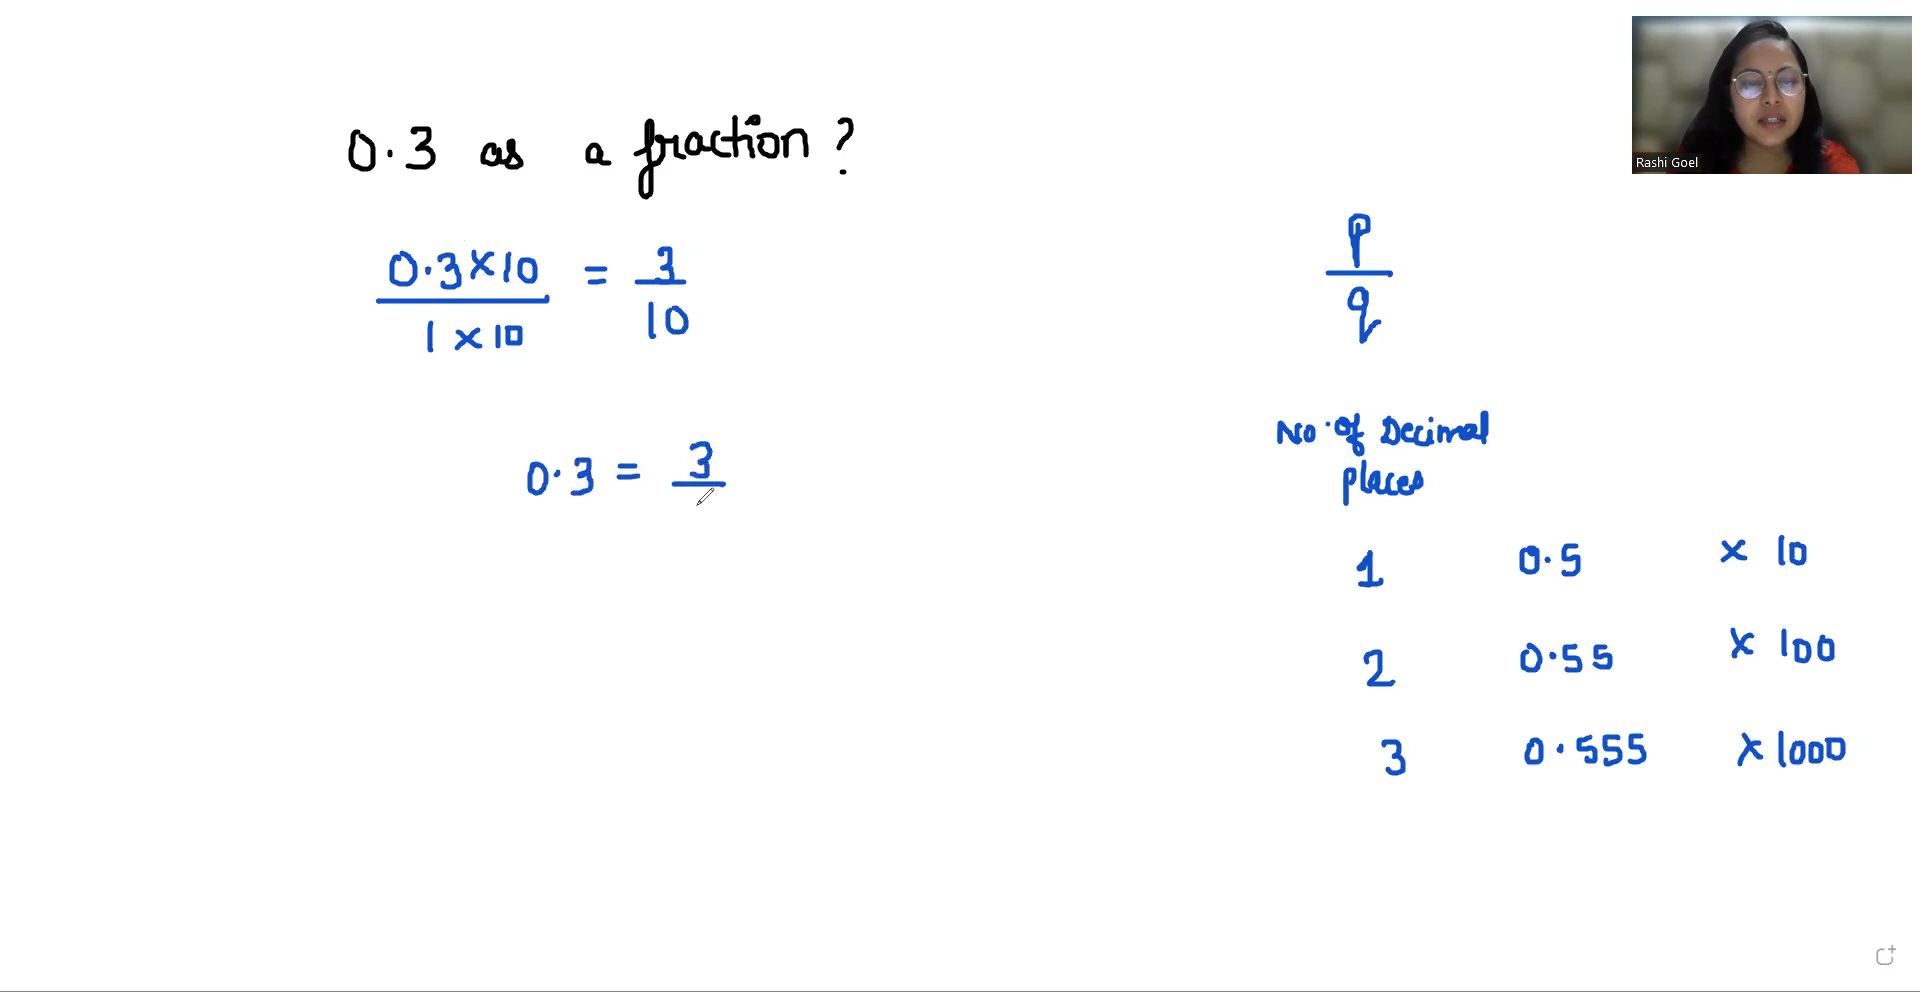 0.3 as a fraction ?
0.3 × 10 = 3
1 × 10 10
0.3 = 3
p
q
No. of Decimal
places
1 0.5 × 10
2 0.55 × 100
3 0.555 × 1000
Rashi Goel